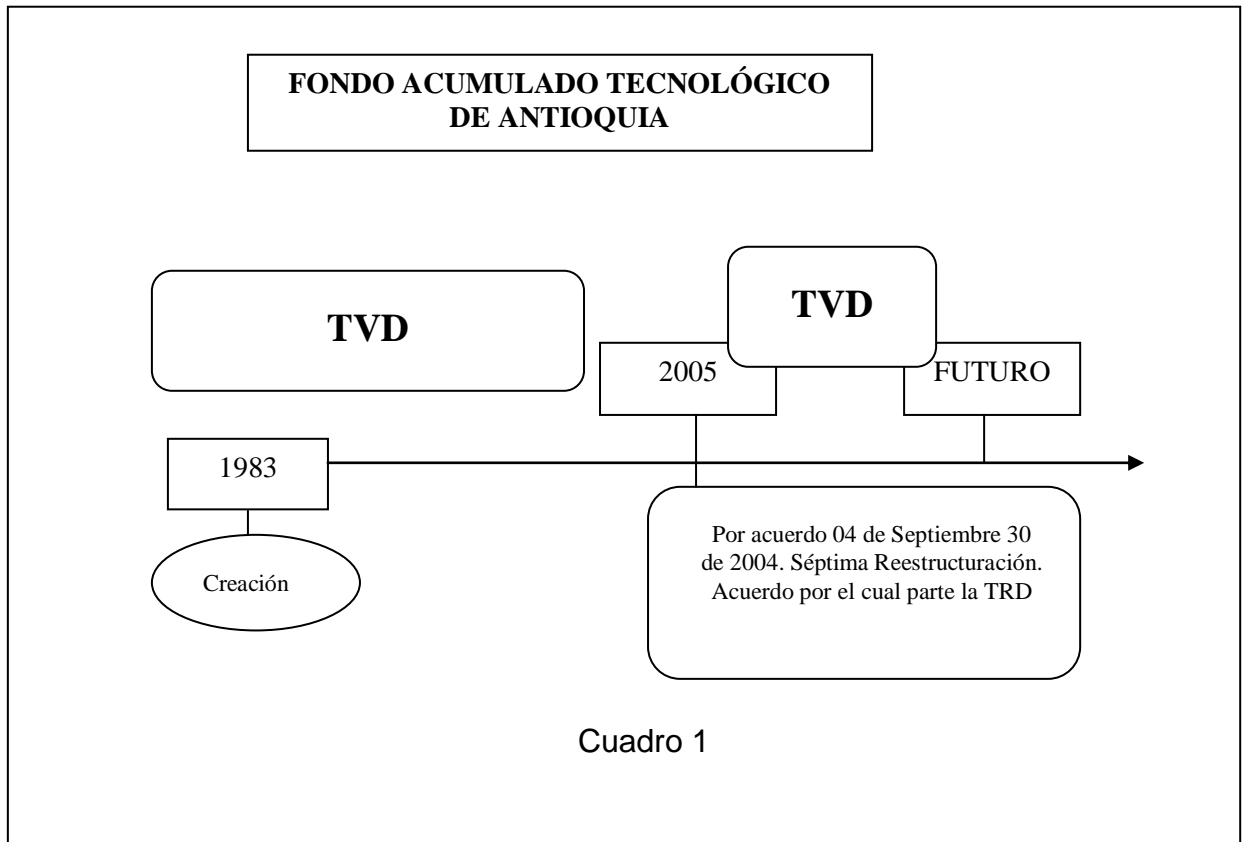 FONDO ACUMULADO TECNOLÓGICO
DE ANTIOQUIA
TVD
TVD
2005
FUTURO
1983
Creación
Por acuerdo 04 de Septiembre 30
de 2004. Séptima Reestructuración.
Acuerdo por el cual parte la TRD
Cuadro 1